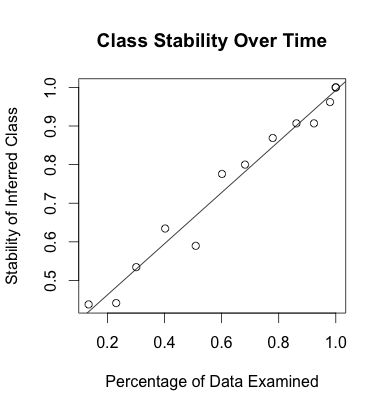 Class Stability Over Time
Stability of Inferred Class
1.0
0.9
0.8
0.7
0.6
0.5
0.2 0.4 0.6 0.8 1.0
Percentage of Data Examined